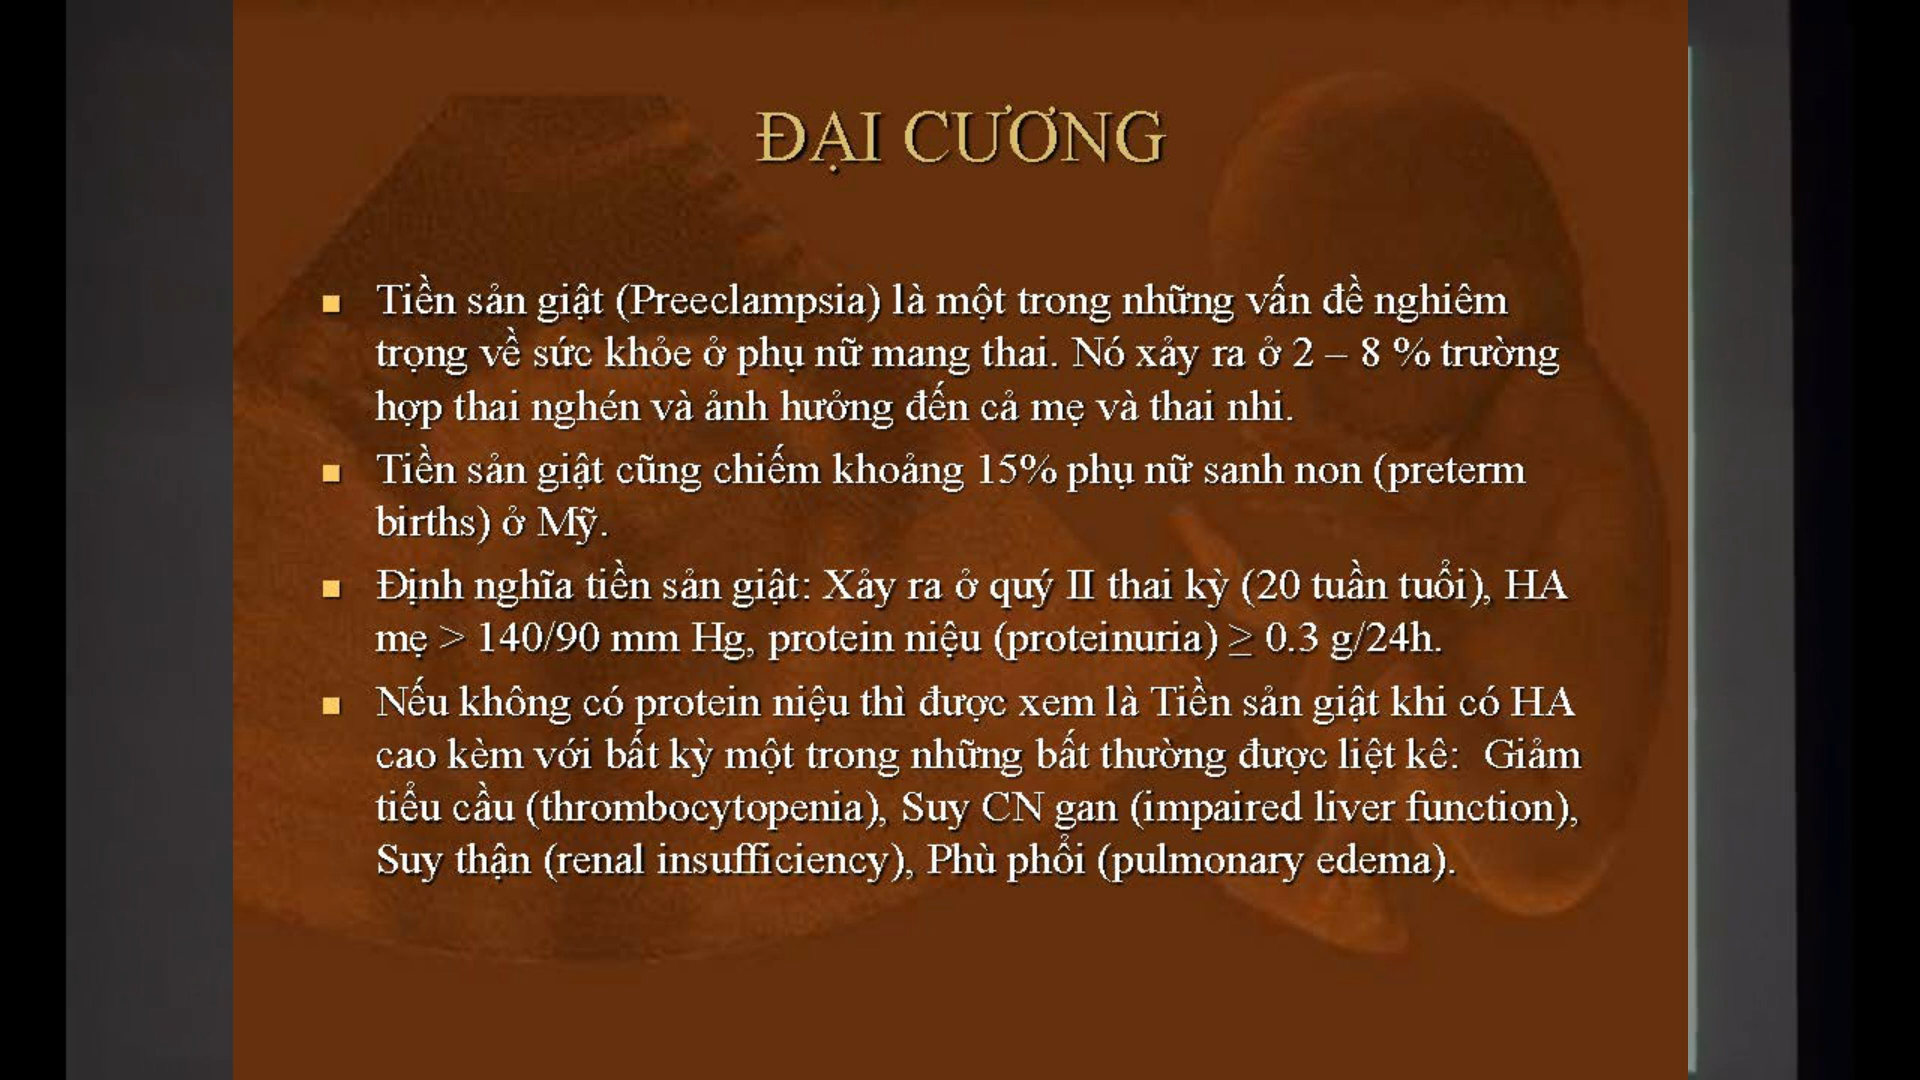 ĐẠI CƯƠNG
Tiền sản giật (Preeclampsia) là một trong những vấn đề nghiêm
trọng về sức khỏe ở phụ nữ mang thai. Nó xảy ra ở 2 – 8 % trường
hợp thai nghén và ảnh hưởng đến cả mẹ và thai nhi.
Tiền sản giật cũng chiếm khoảng 15% phụ nữ sanh non (preterm
births) ở Mỹ.
Định nghĩa tiền sản giật: Xảy ra ở quý II thai kỳ (20 tuần tuổi), HA
mẹ > 140/90 mm Hg, protein niệu (proteinuria) ≥ 0.3 g/24h.
Nếu không có protein niệu thì được xem là Tiền sản giật khi có HA
cao kèm với bất kỳ một trong những bất thường được liệt kê:  Giảm
tiểu cầu (thrombocytopenia), Suy CN gan (impaired liver function),
Suy thận (renal insufficiency), Phù phổi (pulmonary edema).